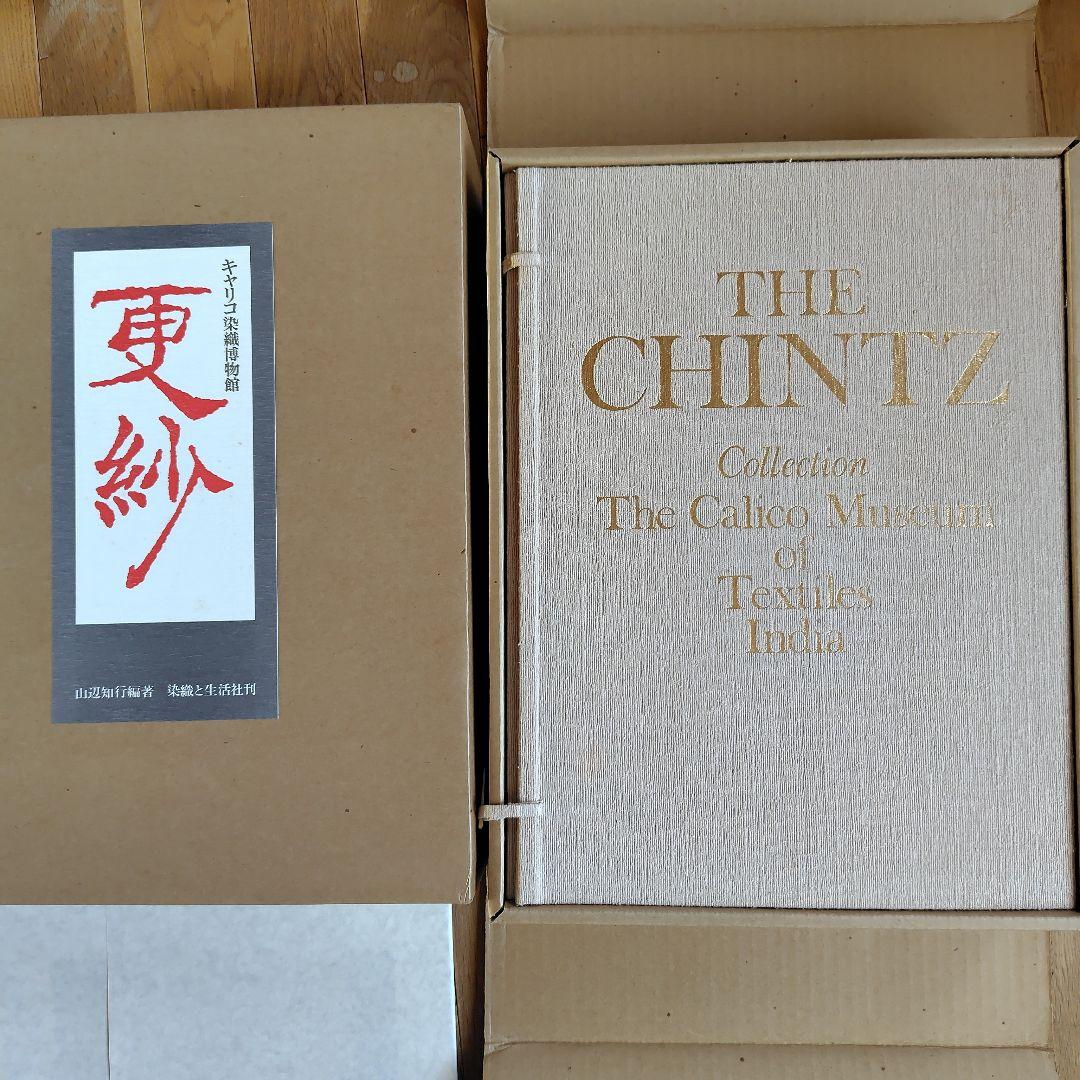 キャリコ染織博物館
更紗
山辺知行編著 染織と生活社刊
THE
CHINTZ
Collection
The Calico Museum
of
Textiles
India